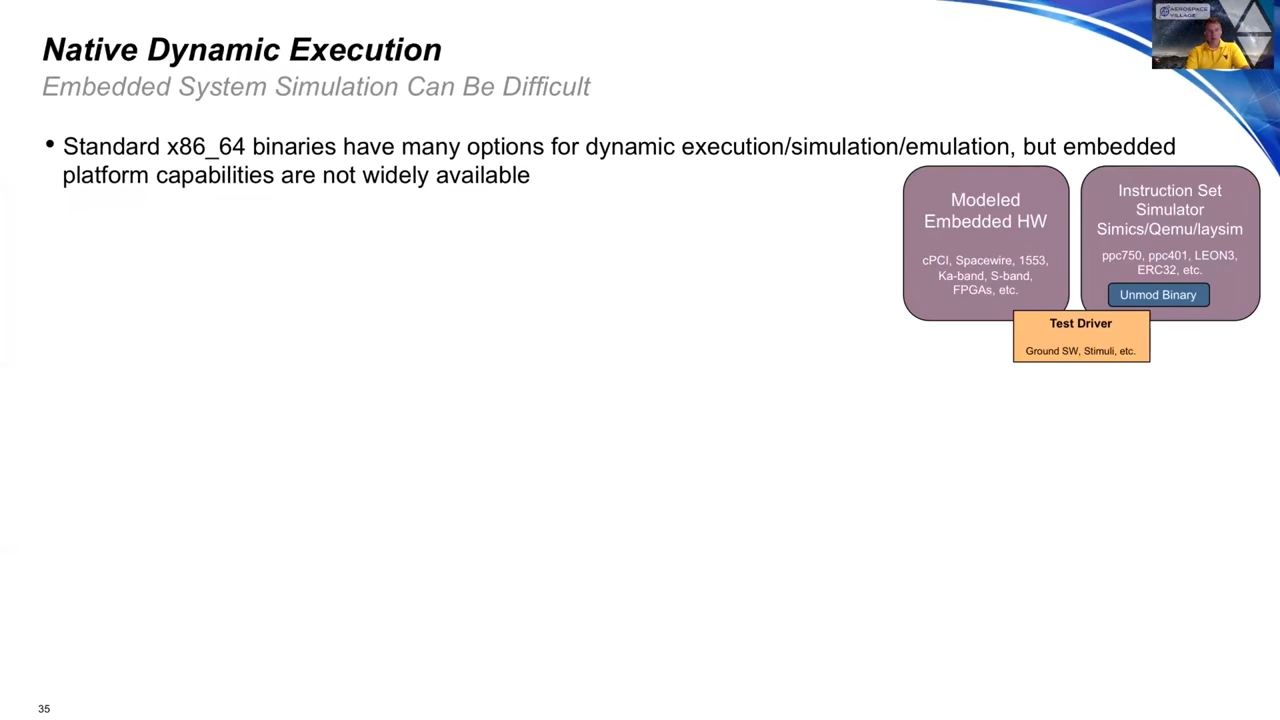 Native Dynamic Execution
Embedded System Simulation Can Be Difficult
AEROSPACE
VILLAGE
• Standard x86_64 binaries have many options for dynamic execution/simulation/emulation, but embedded
platform capabilities are not widely available
Modeled
Embedded HW
cPCI, Spacewire, 1553,
Ka-band, S-band,
FPGAs, etc.
Instruction Set
Simulator
Simics/Qemu/laysim
ppc750, ppc401, LEON3,
ERC32, etc.
Unmod Binary
Test Driver
Ground SW, Stimuli, etc.
35